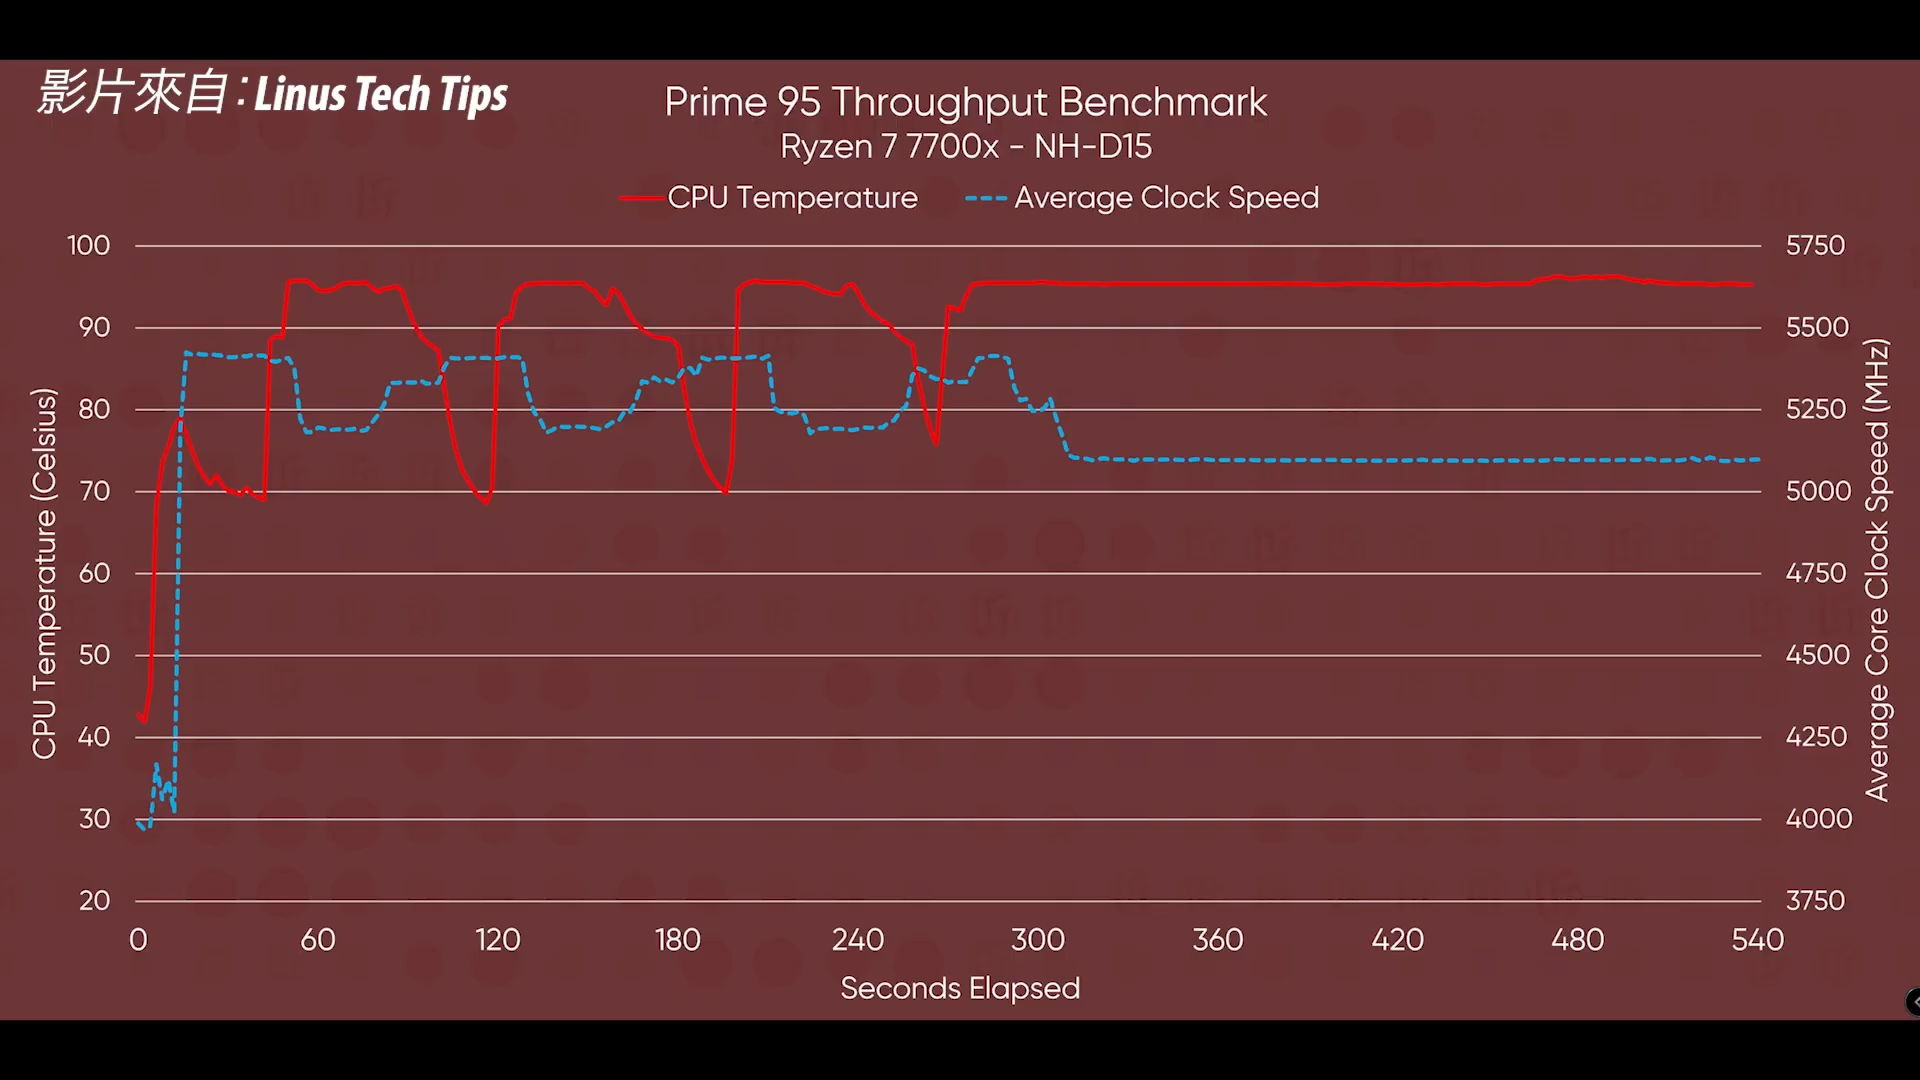 影片來自：Linus Tech Tips
Prime 95 Throughput Benchmark
Ryzen 7 7700x - NH-D15
CPU Temperature
Average Clock Speed
100
90
80
70
60
50
40
30
20
CPU Temperature (Celsius)
5750
5500
5250
5000
4750
4500
4250
4000
3750
Average Core Clock Speed (MHz)
0 60 120 180 240 300 360 420 480 540
Seconds Elapsed